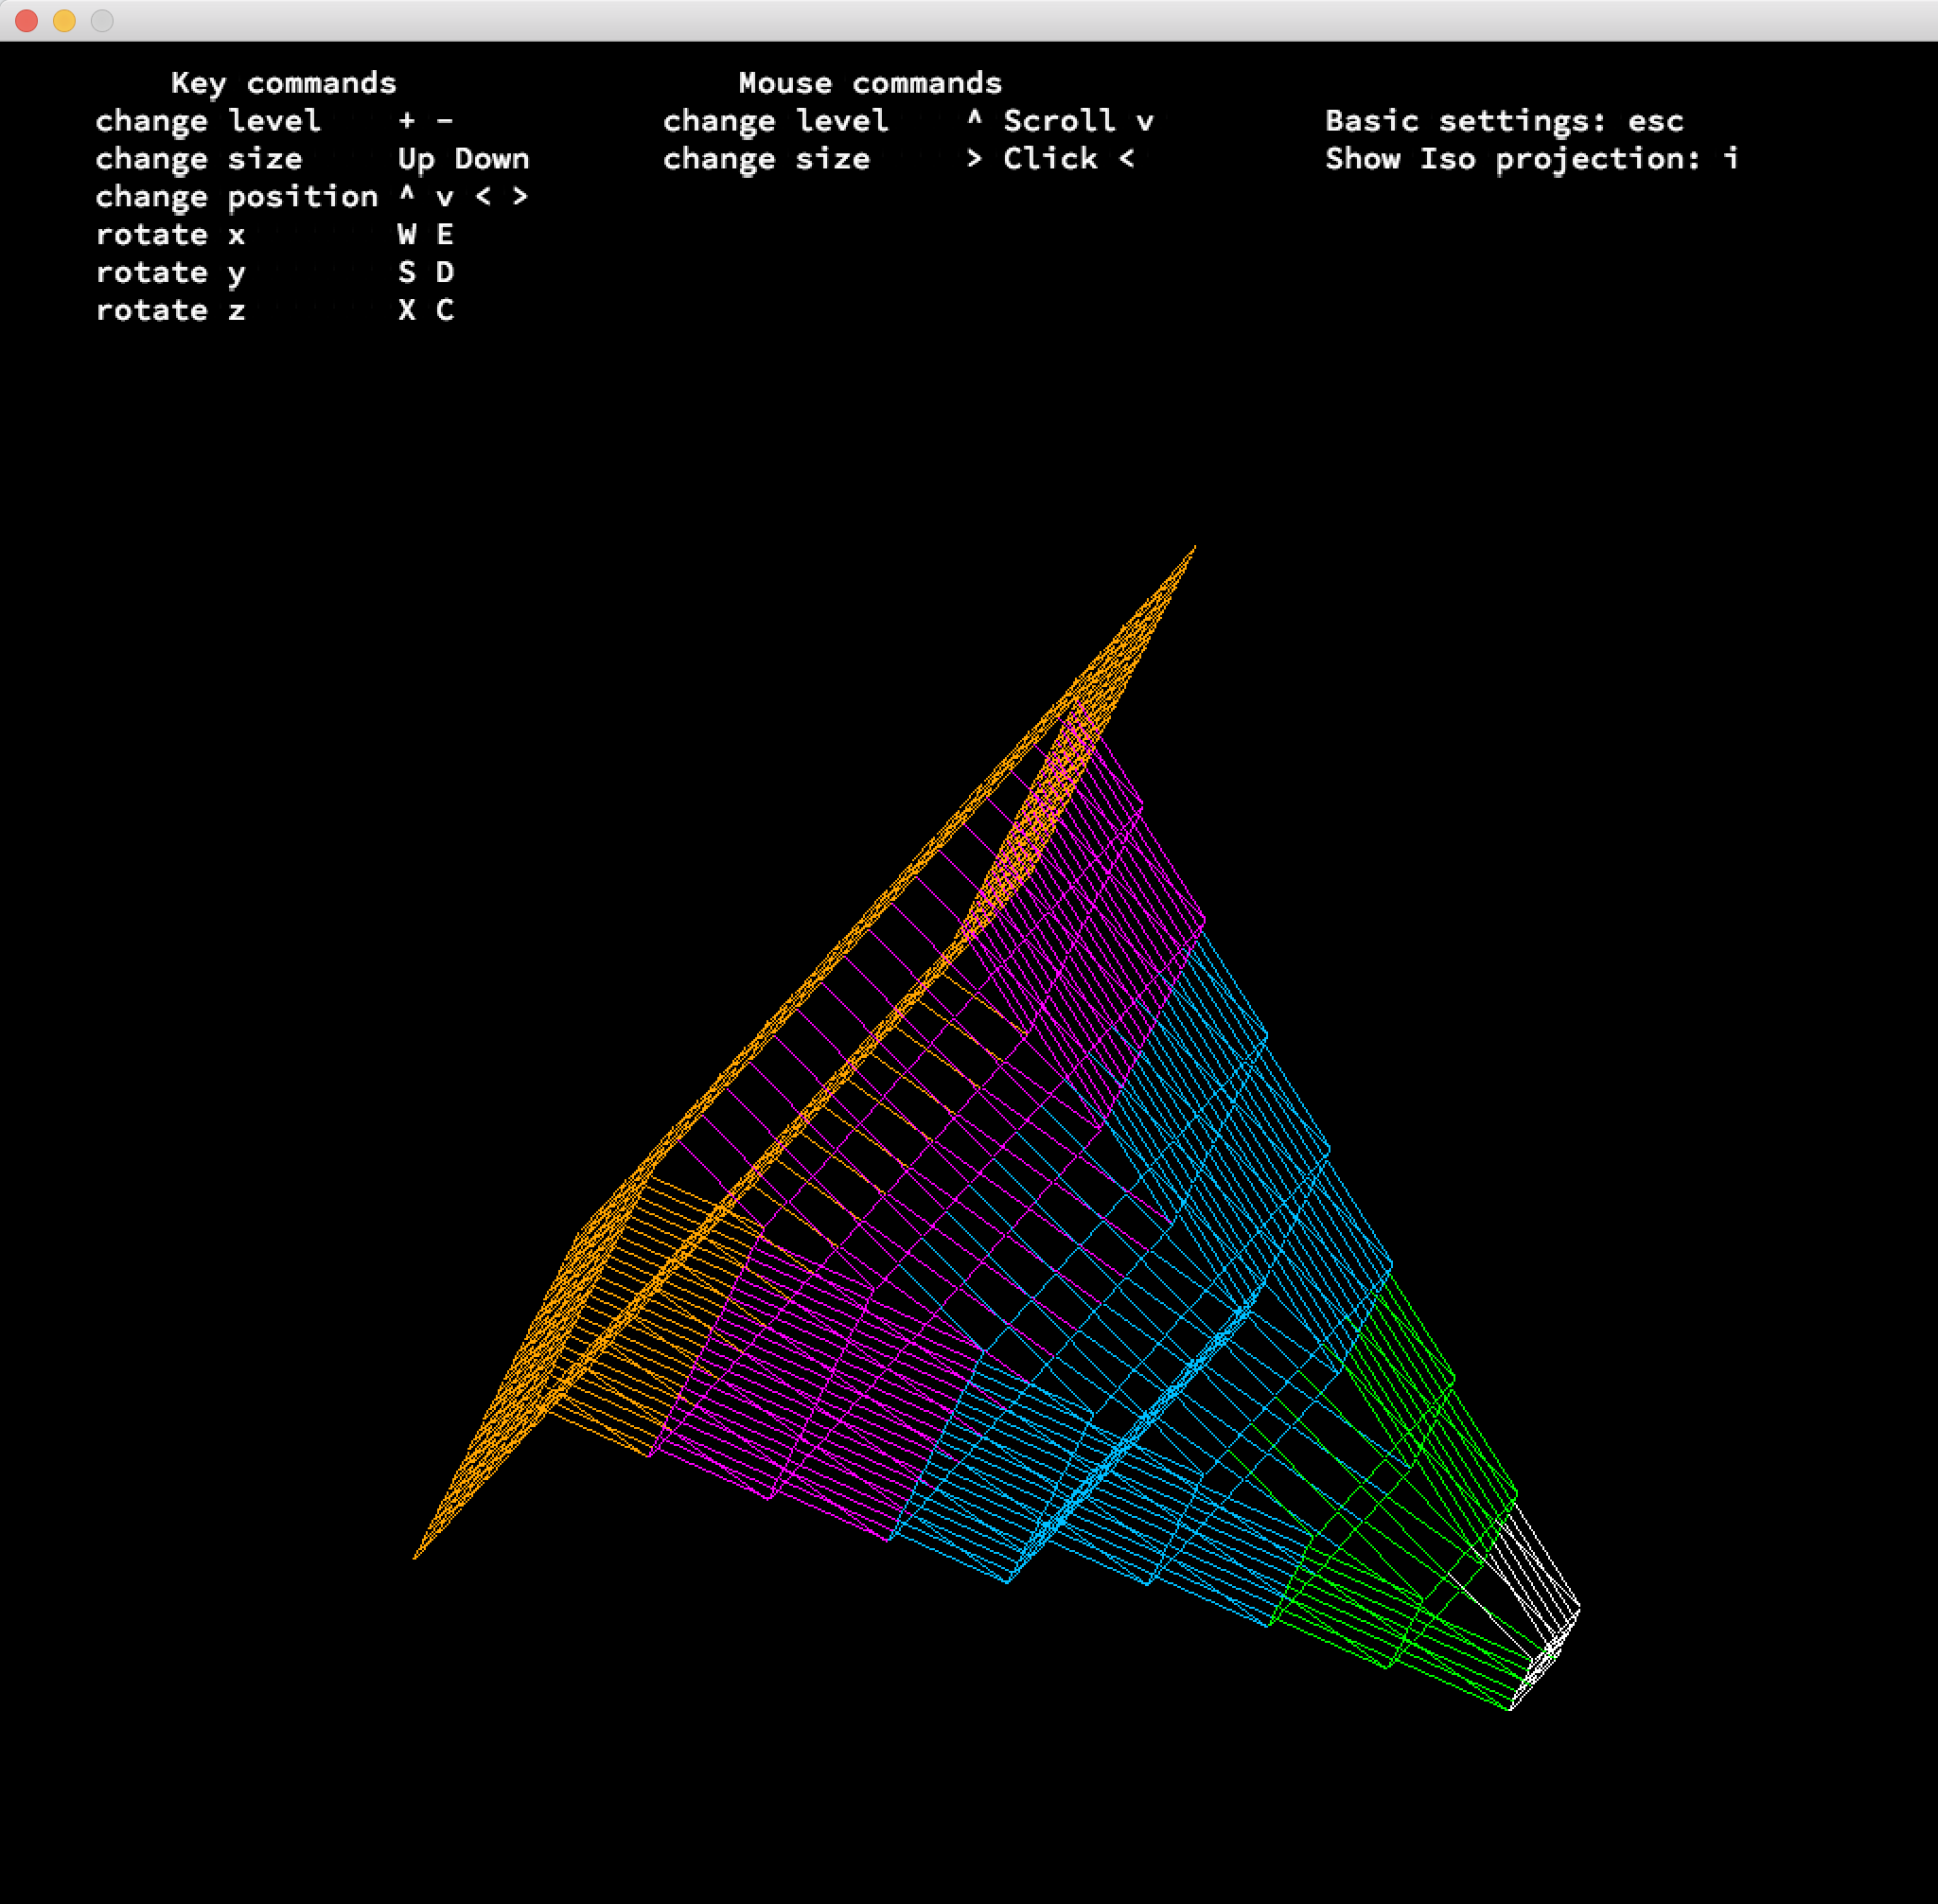 Key commands
change level + -
change size Up Down
change position ^ v < >
rotate x W E
rotate y S D
rotate z X C
Mouse commands
change level ^ Scroll v
change size > Click <
Basic settings: esc
Show Iso projection: i